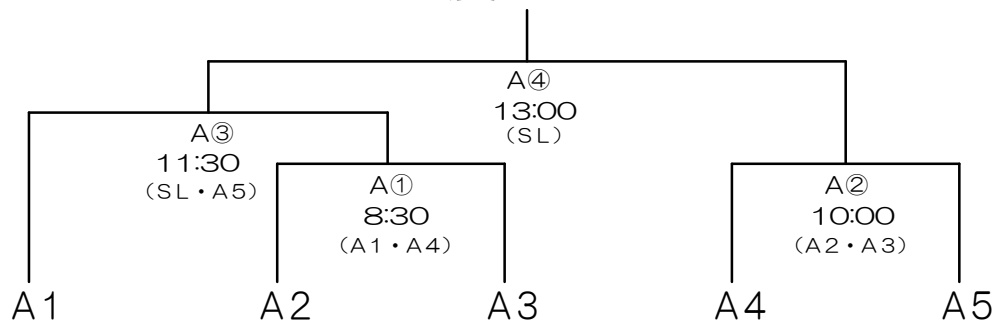 A④
13:00
(SL)
A③
11:30
(SL・A5)
A①
8:30
(A1・A4)
A②
10:00
(A2・A3)
A1
A2
A3
A4
A5